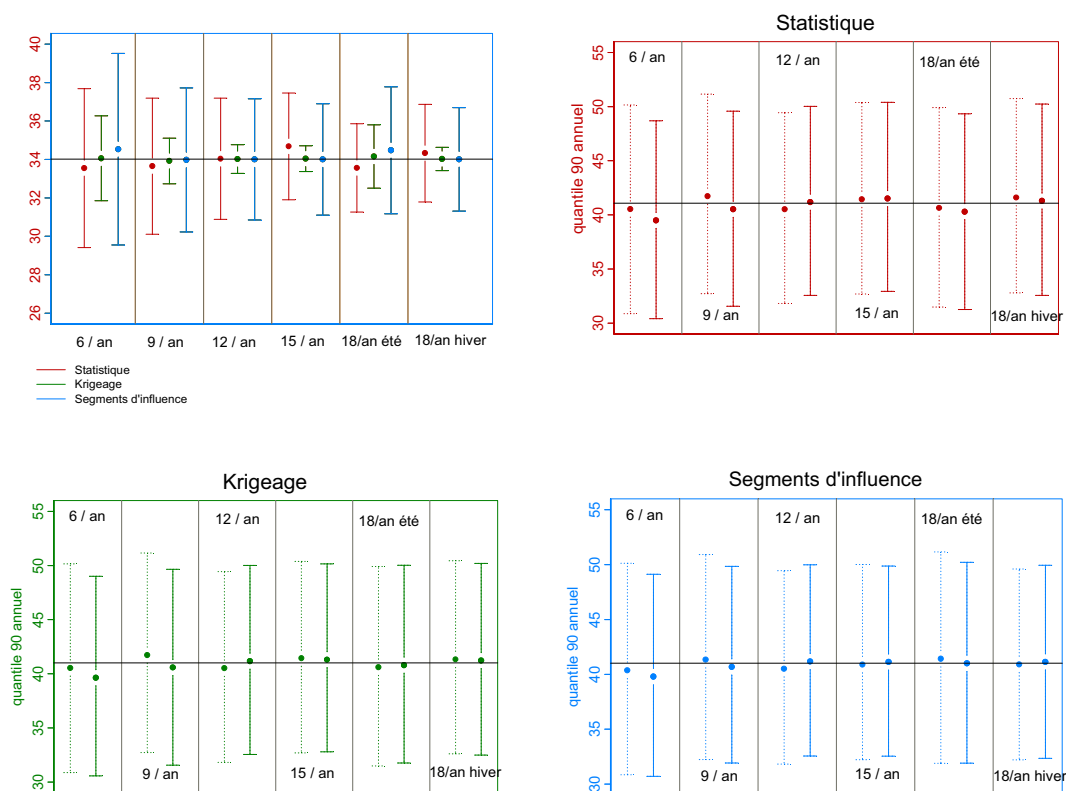 40
38
36
34
32
30
28
26
6 / an
9 / an
12 / an
15 / an
18/an été
18/an hiver
Statistique
Krigeage
Segments d'influence
Statistique
quantile 90 annuel
55
50
45
40
35
30
6 / an
12 / an
18/an été
9 / an
15 / an
18/an hiver
Krigeage
quantile 90 annuel
55
50
45
40
35
30
6 / an
12 / an
18/an été
9 / an
15 / an
18/an hiver
Segments d'influence
quantile 90 annuel
55
50
45
40
35
30
6 / an
12 / an
18/an été
9 / an
15 / an
18/an hiver